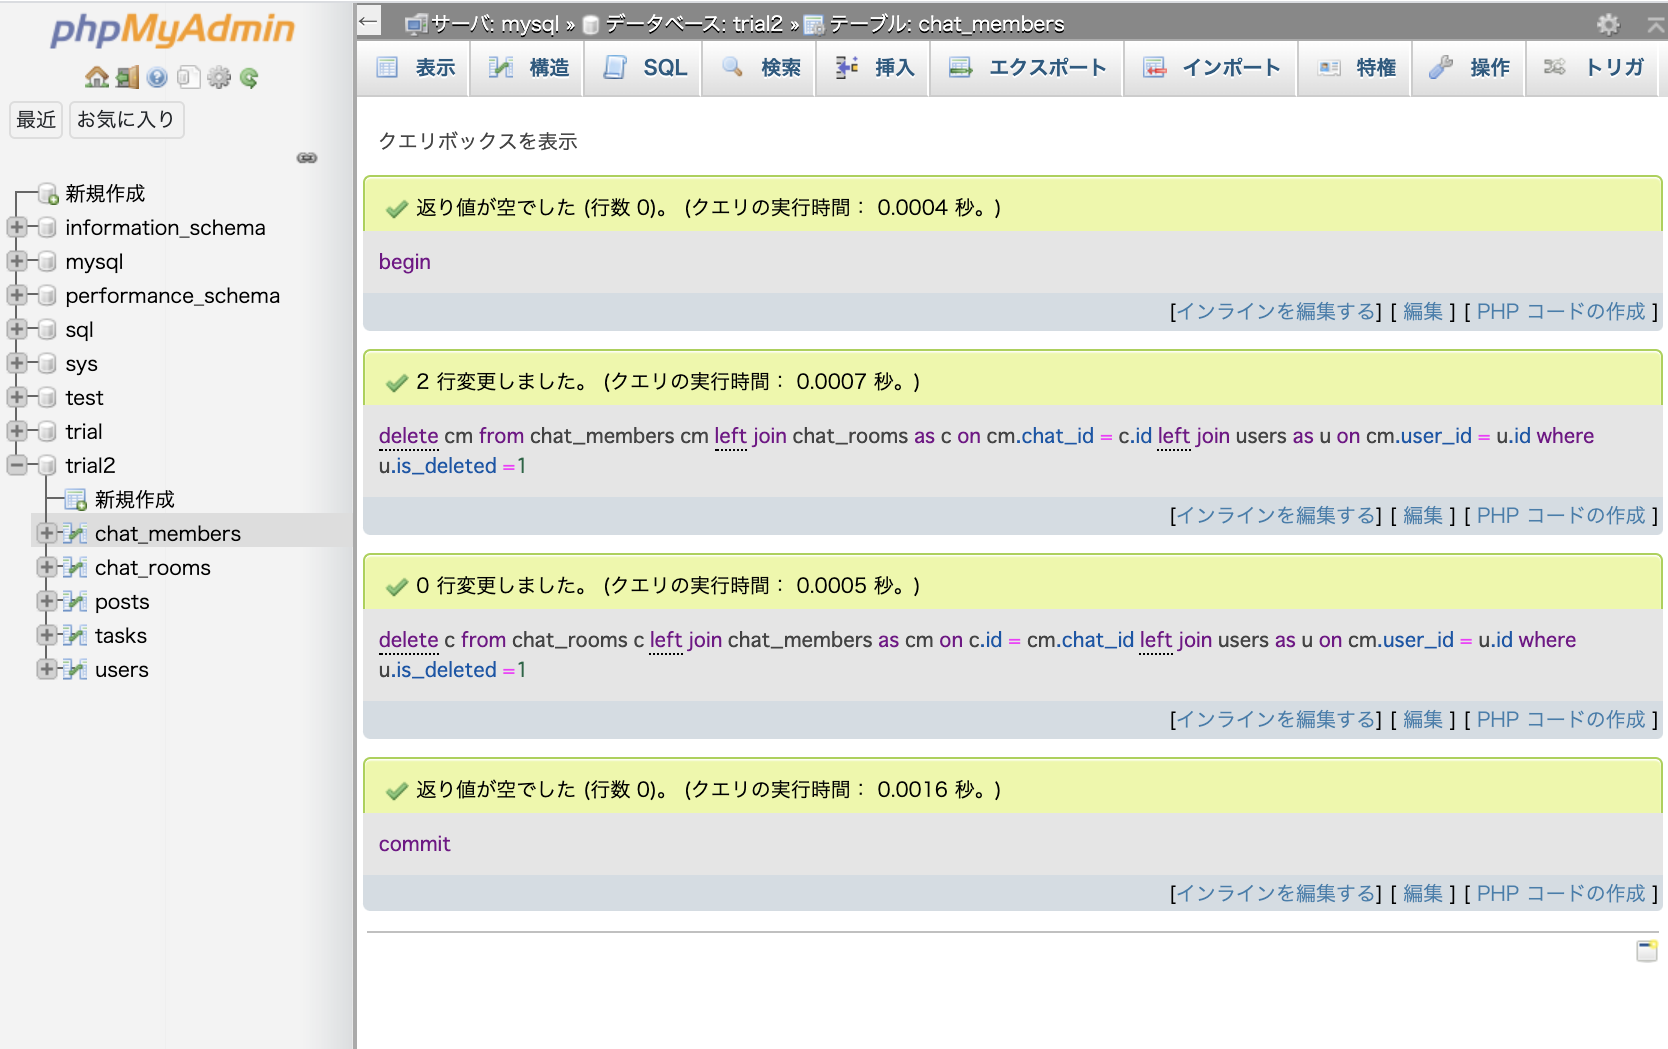 phpMyAdmin
最近 お気に入り
新規作成
information_schema
mysql
performance_schema
sql
sys
test
trial
trial2
新規作成
chat_members
chat_rooms
posts
tasks
users
サーバ: mysql » データベース: trial2 » テーブル: chat_members
表示 構造 SQL 検索 挿入 エクスポート インポート 特権 操作 トリガ
クエリボックスを表示
返り値が空でした (行数 0)。 (クエリの実行時間： 0.0004 秒。)
begin
[インラインを編集する] [ 編集 ] [ PHP コードの作成 ]
2 行変更しました。 (クエリの実行時間： 0.0007 秒。)
delete cm from chat_members cm left join chat_rooms as c on cm.chat_id = c.id left join users as u on cm.user_id = u.id where
u.is_deleted =1
[インラインを編集する] [ 編集 ] [ PHP コードの作成 ]
0 行変更しました。 (クエリの実行時間： 0.0005 秒。)
delete c from chat_rooms c left join chat_members as cm on c.id = cm.chat_id left join users as u on cm.user_id = u.id where
u.is_deleted =1
[インラインを編集する] [ 編集 ] [ PHP コードの作成 ]
返り値が空でした (行数 0)。 (クエリの実行時間： 0.0016 秒。)
commit
[インラインを編集する] [ 編集 ] [ PHP コードの作成 ]